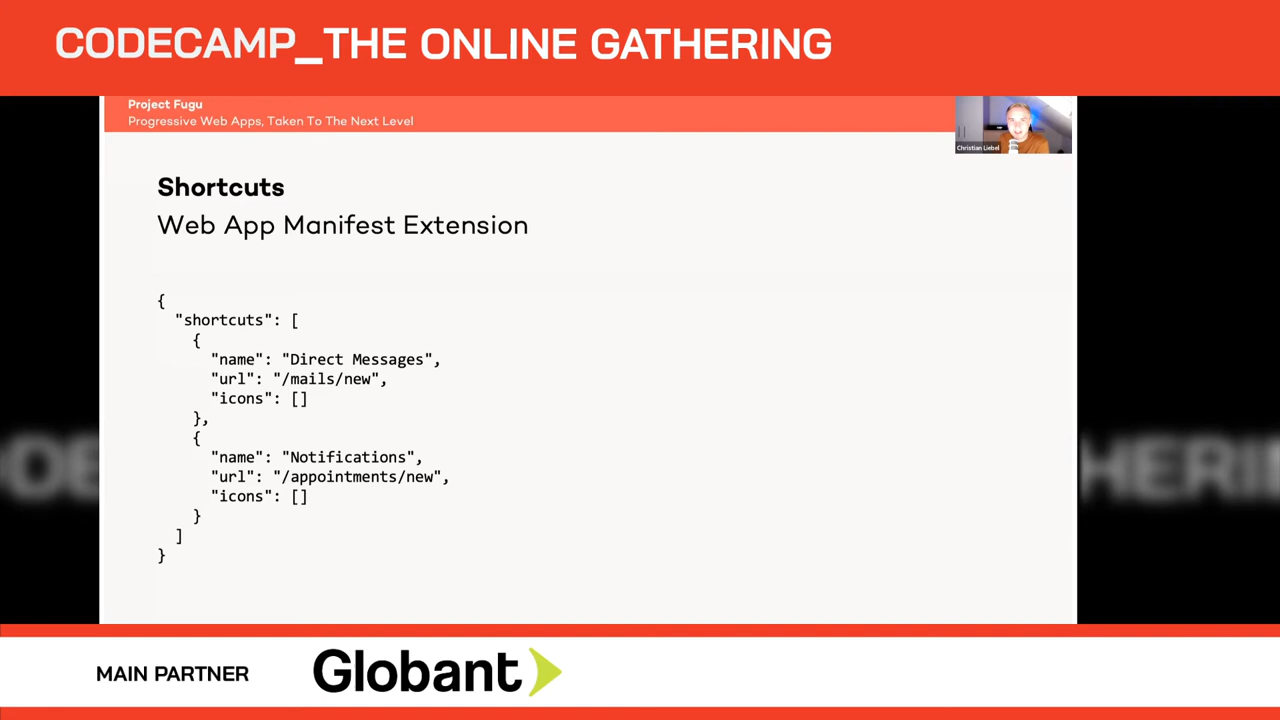 CODECAMP_THE ONLINE GATHERING
Project Fugu
Progressive Web Apps, Taken To The Next Level
Christian Liebel
Shortcuts
Web App Manifest Extension
{
"shortcuts": [
{
"name": "Direct Messages",
"url": "/mails/new",
"icons": []
},
{
"name": "Notifications",
"url": "/appointments/new",
"icons": []
}
]
}
MAIN PARTNER
Globant